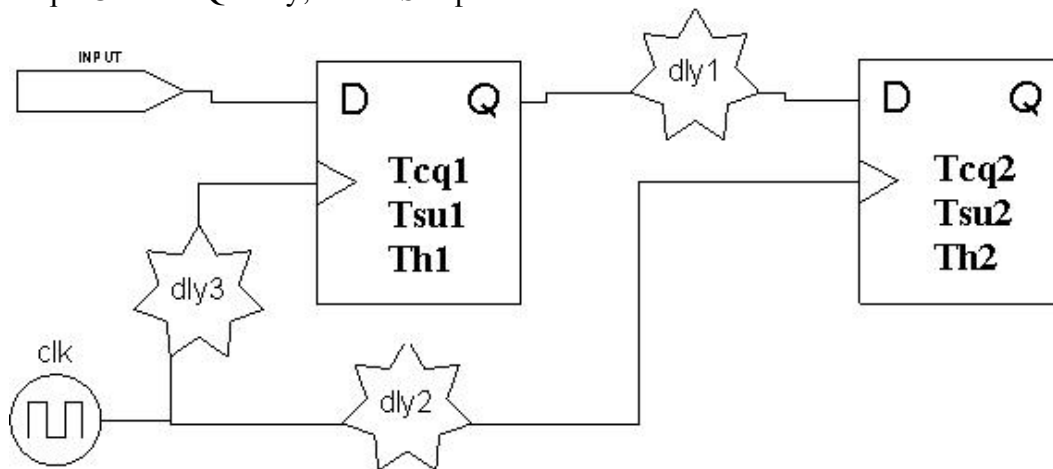 INPUT
D Q
Tcq1
Tsu1
Th1
dly1
D Q
Tcq2
Tsu2
Th2
dly3
clk
dly2